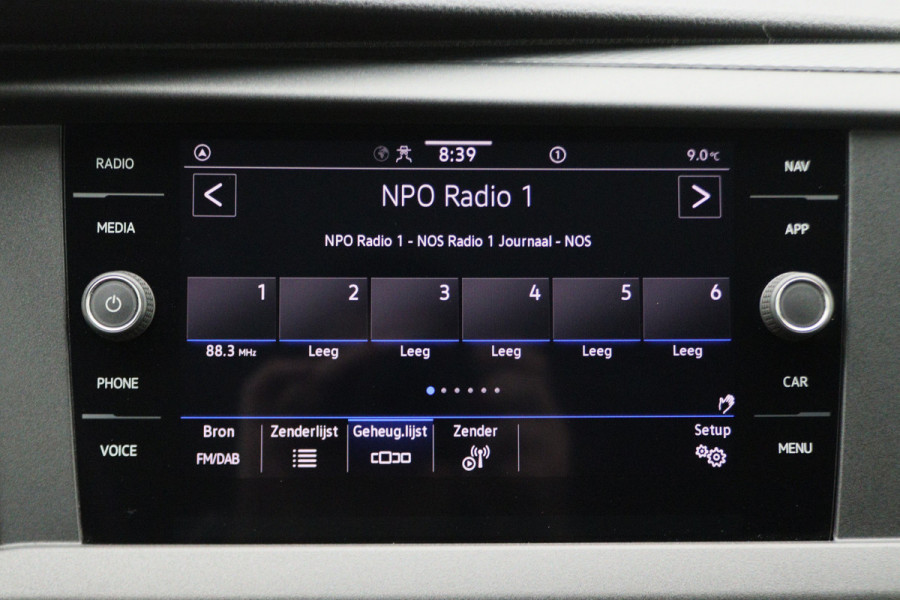 RADIO
MEDIA
PHONE
VOICE
8:39
1
9.0°C
<
NPO Radio 1
>
NPO Radio 1 - NOS Radio 1 Journaal - NOS
1 2 3 4 5 6
88.3 MHz Leeg Leeg Leeg Leeg Leeg
Bron Zenderlijst Geheug.lijst Zender Setup
FM/DAB
NAV
APP
CAR
MENU